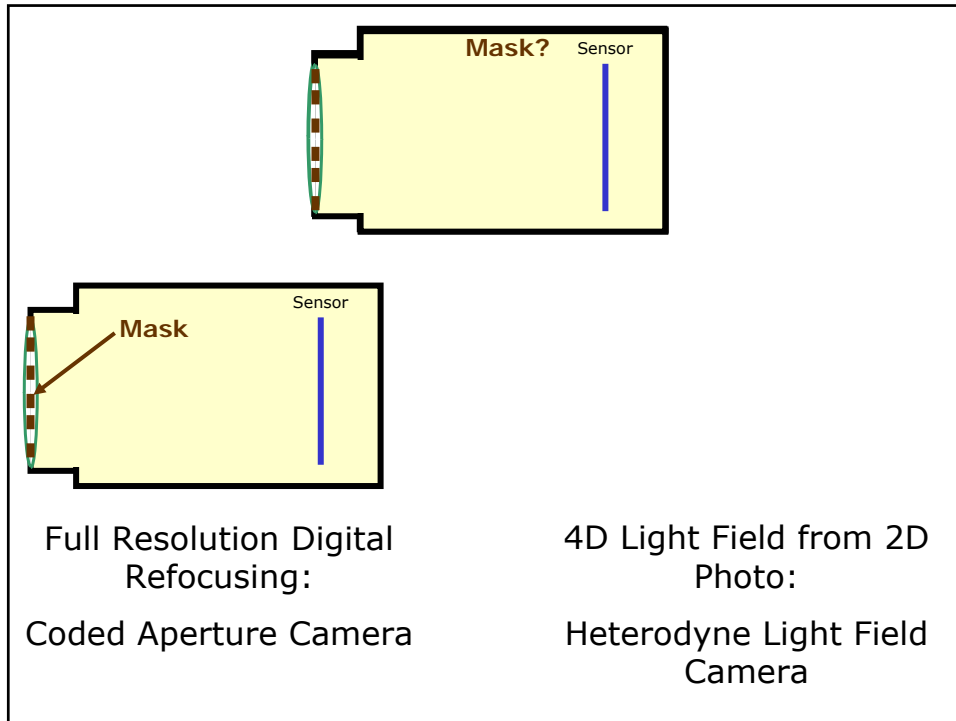 Mask? Sensor
Sensor
Mask
Full Resolution Digital
Refocusing:
Coded Aperture Camera
4D Light Field from 2D
Photo:
Heterodyne Light Field
Camera